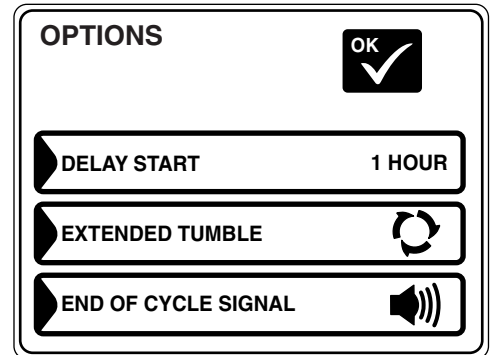 OPTIONS
OK
DELAY START 1 HOUR
EXTENDED TUMBLE
END OF CYCLE SIGNAL